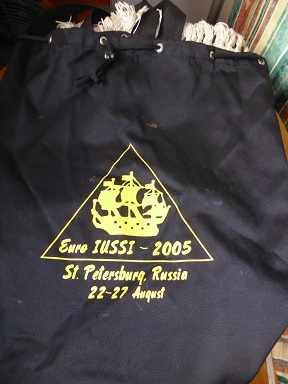 Euro IUSSI - 2005
St. Petersburg, Russia
22-27 August